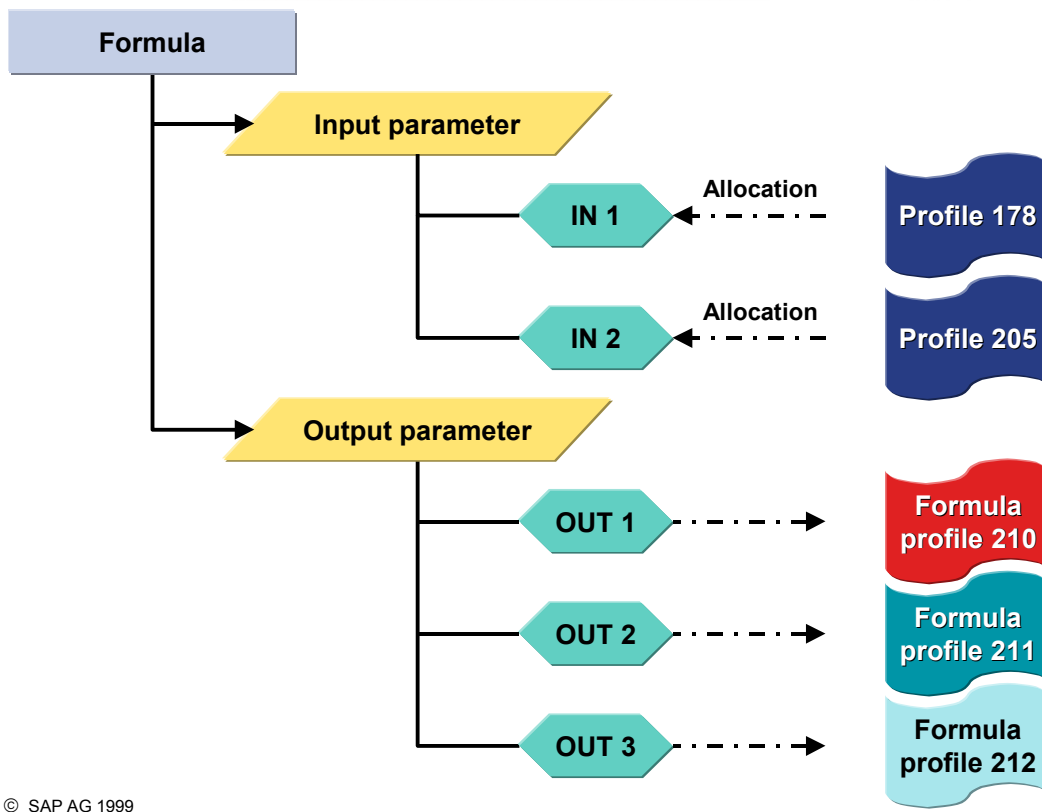 Formula
Input parameter
Allocation
IN 1
Profile 178
Allocation
IN 2
Profile 205
Output parameter
OUT 1
Formula
profile 210
OUT 2
Formula
profile 211
OUT 3
Formula
profile 212
© SAP AG 1999